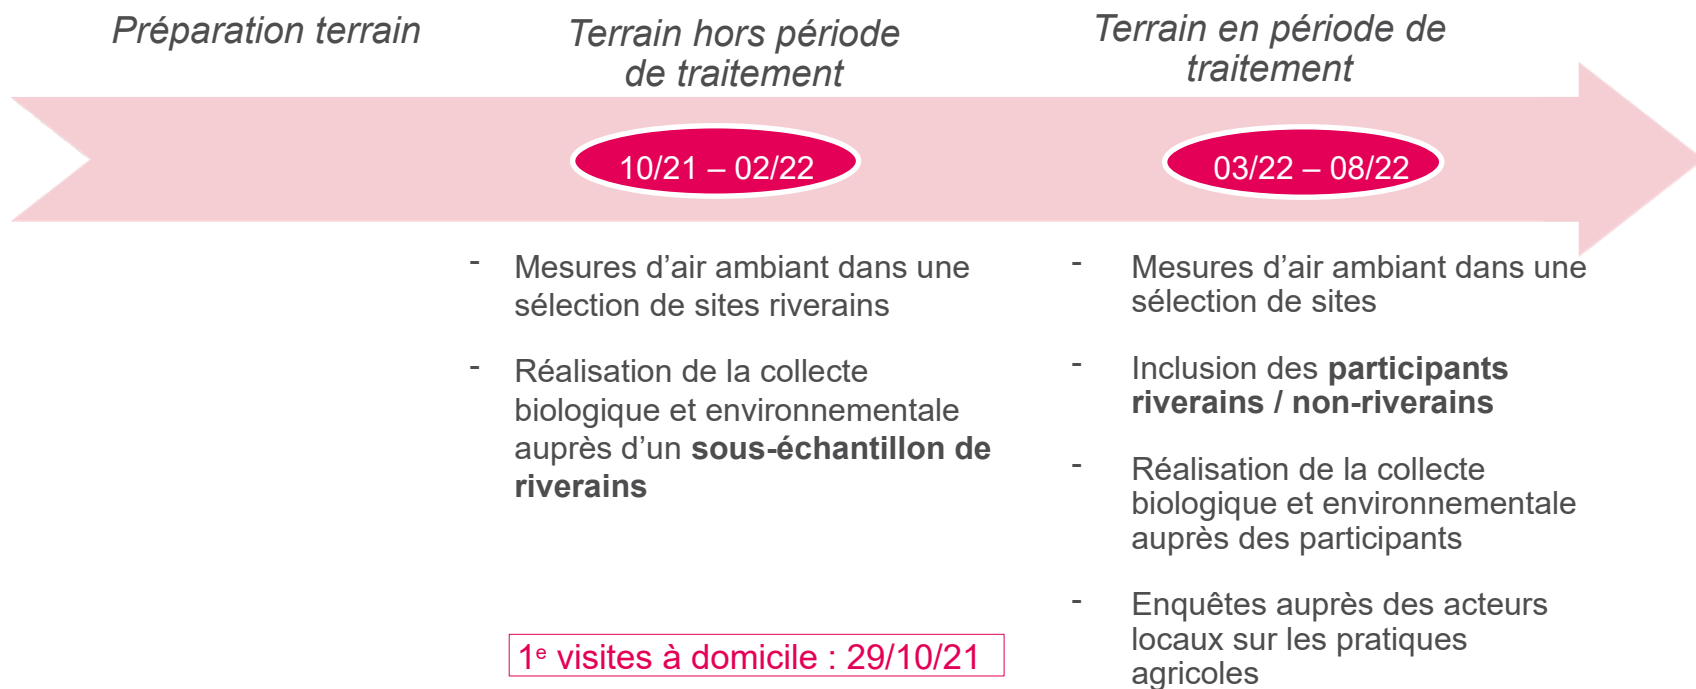 Préparation terrain
Terrain hors période
de traitement
Terrain en période de
traitement
10/21 – 02/22
03/22 – 08/22
- Mesures d’air ambiant dans une
sélection de sites riverains
- Réalisation de la collecte
biologique et environnementale
auprès d’un sous-échantillon de
riverains
1e visites à domicile : 29/10/21
- Mesures d’air ambiant dans une
sélection de sites
- Inclusion des participants
riverains / non-riverains
- Réalisation de la collecte
biologique et environnementale
auprès des participants
- Enquêtes auprès des acteurs
locaux sur les pratiques
agricoles